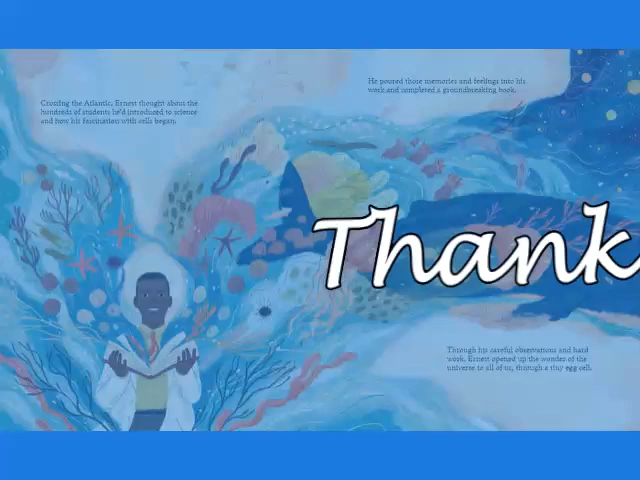 He poured those memories and feelings into his
work and completed a groundbreaking book.
Crossing the Atlantic, Ernest thought about the
hundreds of students he'd introduced to science
and how his fascination with cells began.
Thank
Through his careful observations and hard
work, Ernest opened up the wonder of the
universe to all of us, through a tiny egg cell.